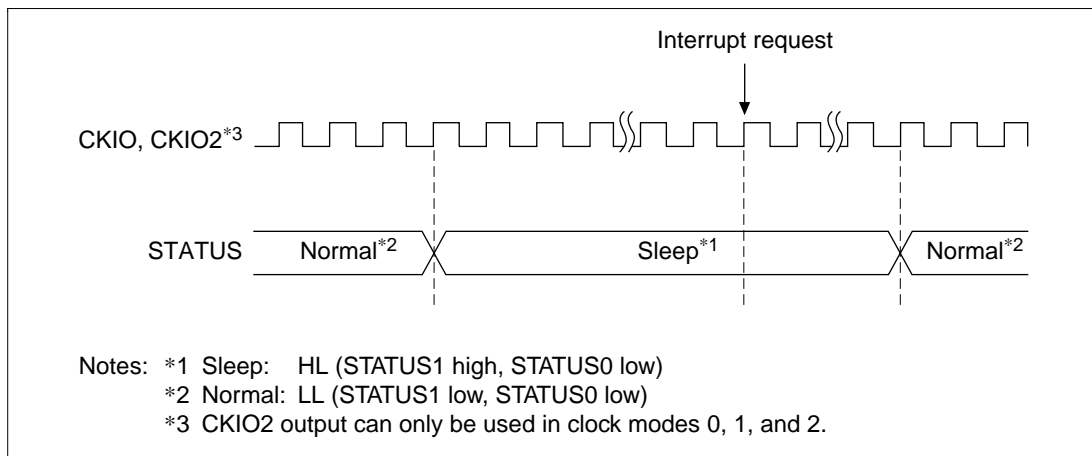 Interrupt request
CKIO, CKIO2*3
STATUS Normal*2 Sleep*1 Normal*2
Notes: *1 Sleep: HL (STATUS1 high, STATUS0 low)
*2 Normal: LL (STATUS1 low, STATUS0 low)
*3 CKIO2 output can only be used in clock modes 0, 1, and 2.